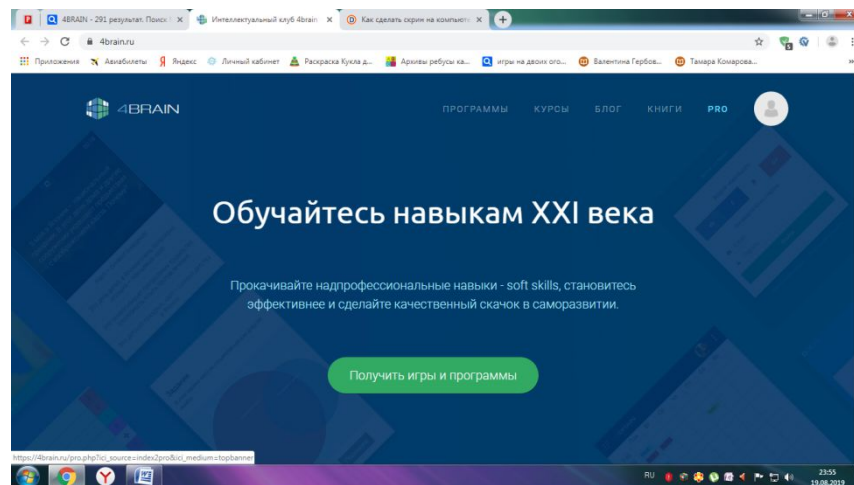 4BRAIN - 291 результат. Поиск
Интеллектуальный клуб 4brain
Как сделать скрин на компьюте
4brain.ru
Приложения
Авиабилеты
Яндекс
Личный кабинет
Раскраска Кукла д...
Архивы ребусы ка...
игры на двоих ого...
Валентина Гербов...
Тамара Комарова...
4BRAIN
ПРОГРАММЫ
КУРСЫ
БЛОГ
КНИГИ
PRO
Обучайтесь навыкам XXI века
Прокачивайте надпрофессиональные навыки - soft skills, становитесь
эффективнее и сделайте качественный скачок в саморазвитии.
Получить игры и программы
https://4brain.ru/pro.php?ici_source=index2pro&ici_medium=topbanner
RU
23:55
19.08.2019